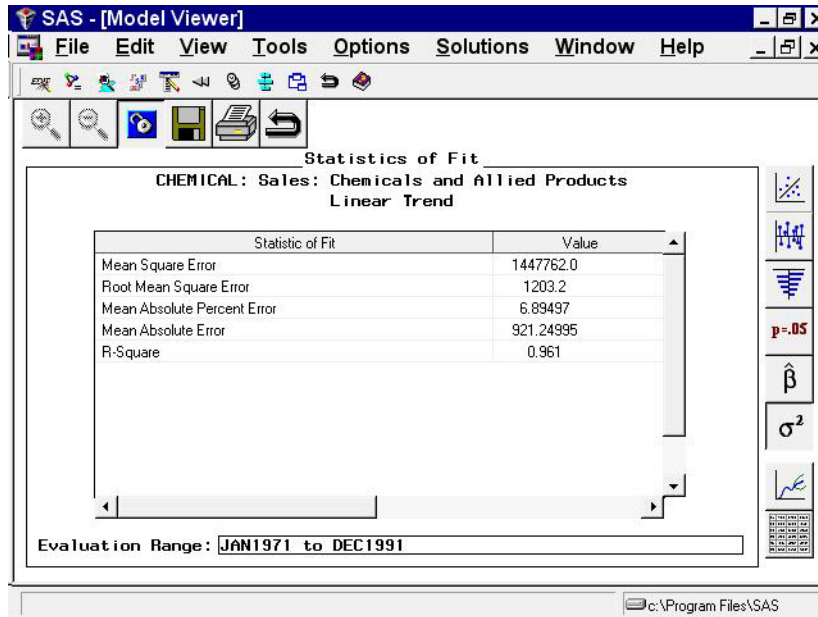 SAS - [Model Viewer]
File Edit View Tools Options Solutions Window Help
Statistics of Fit
CHEMICAL: Sales: Chemicals and Allied Products
Linear Trend
Statistic of Fit Value
Mean Square Error 1447762.0
Root Mean Square Error 1203.2
Mean Absolute Percent Error 6.89497
Mean Absolute Error 921.24995
R-Square 0.961
p=.05
β̂
σ²
Evaluation Range: JAN1971 to DEC1991
c:\Program Files\SAS